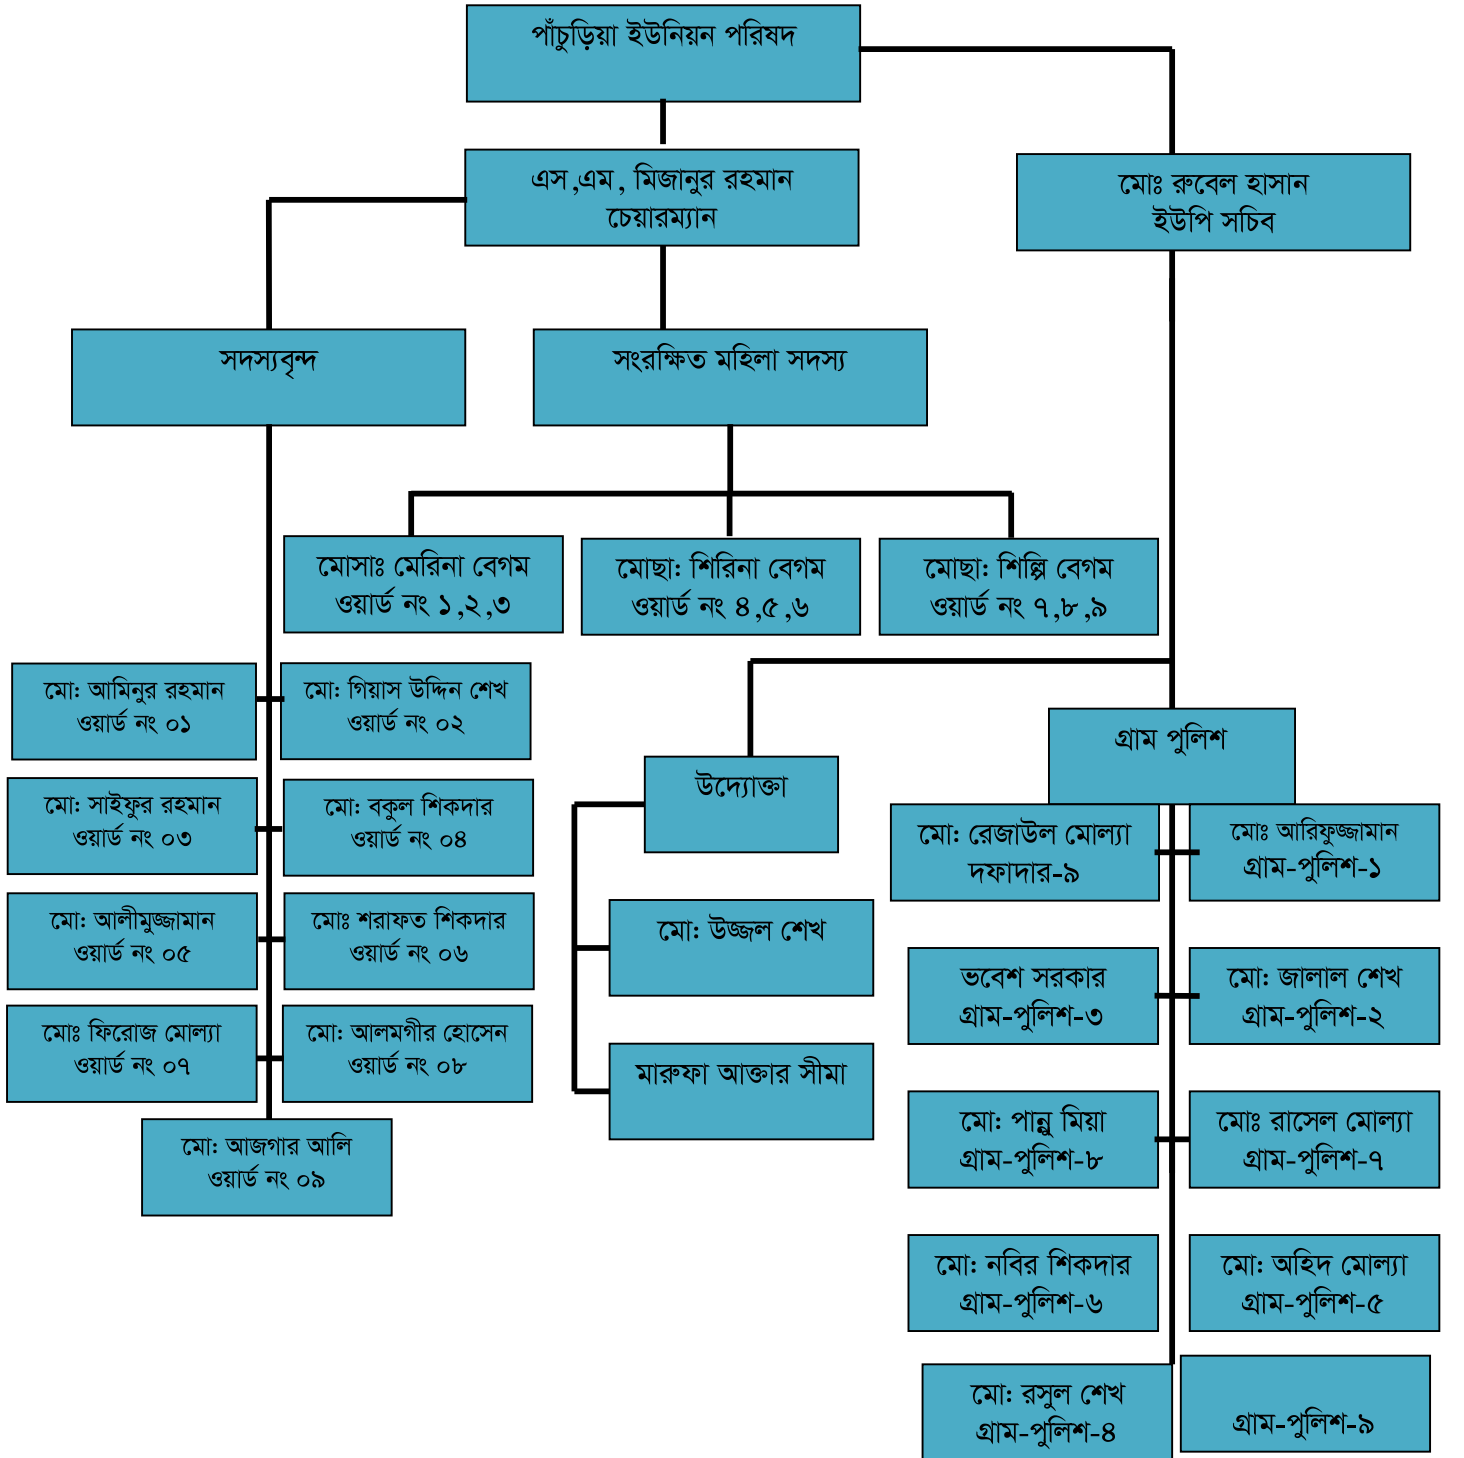 পাঁচুড়িয়া ইউনিয়ন পরিষদ
এস,এম, মিজানুর রহমান
চেয়ারম্যান
মোঃ রুবেল হাসান
ইউপি সচিব
সদস্যবৃন্দ
সংরক্ষিত মহিলা সদস্য
মোসাঃ মেরিনা বেগম
ওয়ার্ড নং ১,২,৩
মোছা: শিরিনা বেগম
ওয়ার্ড নং ৪,৫,৬
মোছা: শিল্পি বেগম
ওয়ার্ড নং ৭,৮,৯
মো: আমিনুর রহমান
ওয়ার্ড নং ০১
মো: গিয়াস উদ্দিন শেখ
ওয়ার্ড নং ০২
মো: সাইফুর রহমান
ওয়ার্ড নং ০৩
মো: বকুল শিকদার
ওয়ার্ড নং ০৪
মো: আলীমুজ্জামান
ওয়ার্ড নং ০৫
মোঃ শরাফত শিকদার
ওয়ার্ড নং ০৬
মোঃ ফিরোজ মোল্যা
ওয়ার্ড নং ০৭
মো: আলমগীর হোসেন
ওয়ার্ড নং ০৮
মো: আজগার আলি
ওয়ার্ড নং ০৯
উদ্যোক্তা
মো: উজ্জল শেখ
মারুফা আক্তার সীমা
গ্রাম পুলিশ
মো: রেজাউল মোল্যা
দফাদার-৯
মোঃ আরিফুজ্জামান
গ্রাম-পুলিশ-১
ভবেশ সরকার
গ্রাম-পুলিশ-৩
মো: জালাল শেখ
গ্রাম-পুলিশ-২
মো: পান্নু মিয়া
গ্রাম-পুলিশ-৮
মোঃ রাসেল মোল্যা
গ্রাম-পুলিশ-৭
মো: নবির শিকদার
গ্রাম-পুলিশ-৬
মো: অহিদ মোল্যা
গ্রাম-পুলিশ-৫
মো: রসুল শেখ
গ্রাম-পুলিশ-৪
গ্রাম-পুলিশ-৯